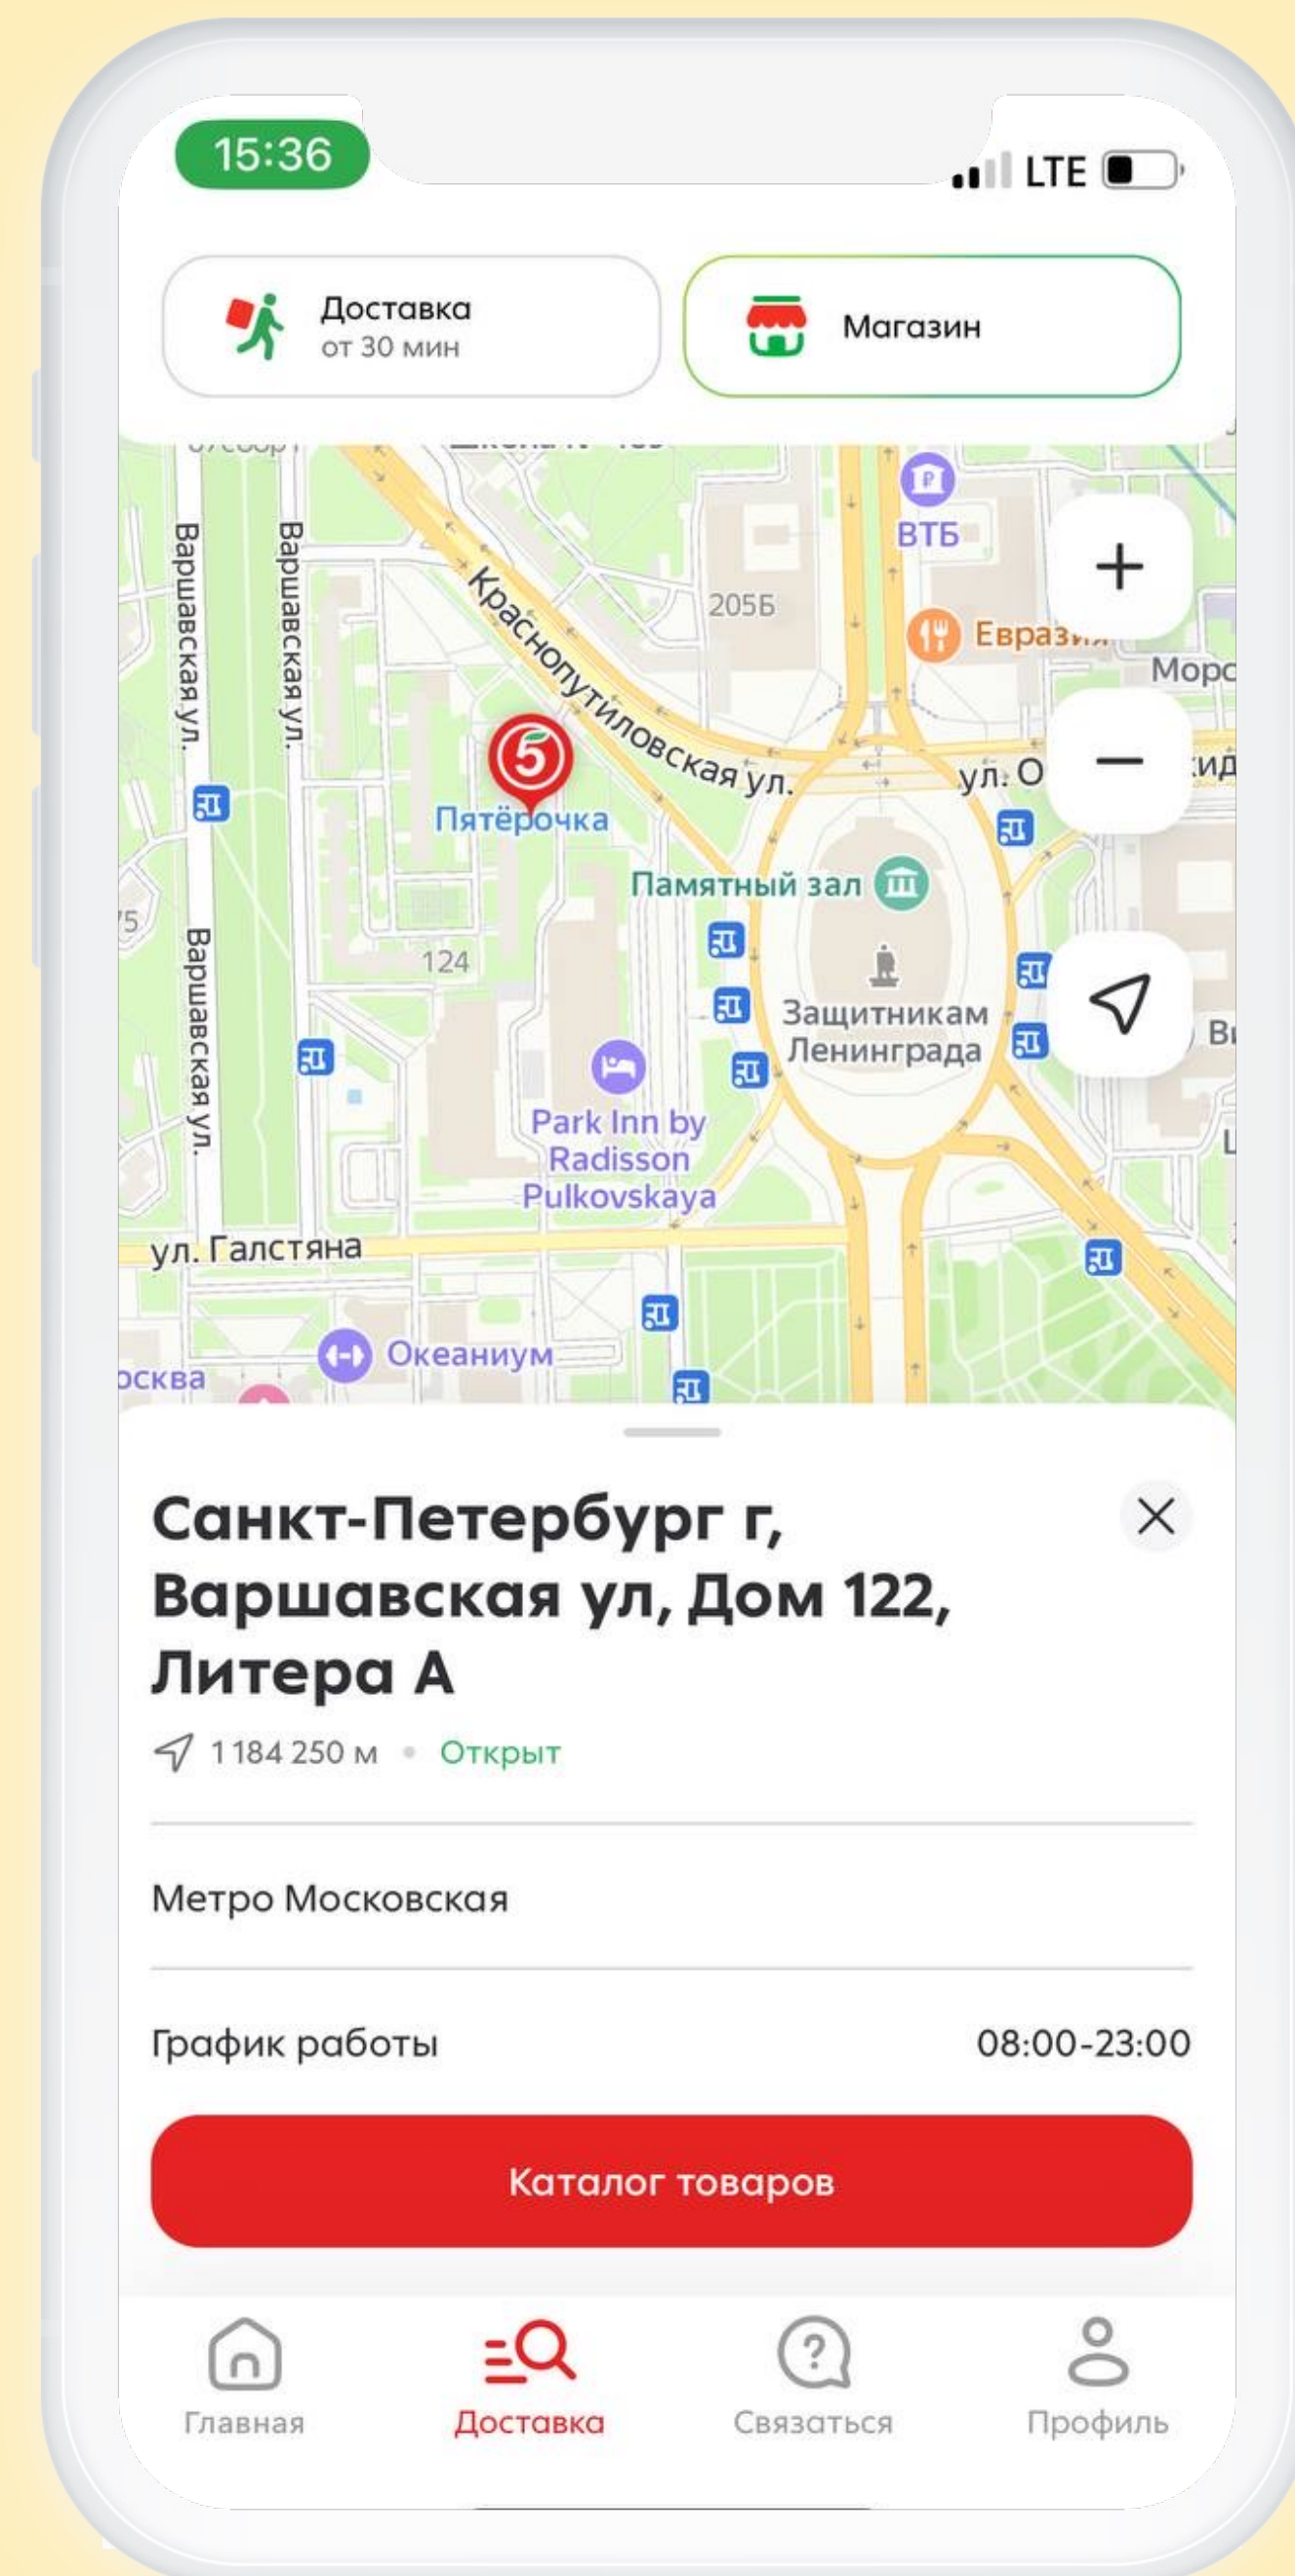 15:36
LTE
Доставка
от 30 мин
Магазин
ВТБ
205Б
Варшавская ул.
Варшавская ул.
Краснопутиловская ул.
5
Пятёрочка
ул. О
Памятный зал
124
Варшавская ул.
Защитникам
Ленинграда
Park Inn by
Radisson
Pulkovskaya
ул. Галстяна
Океаниум
Санкт-Петербург г,
Варшавская ул, Дом 122,
Литера А
1 184 250 м • Открыт
Метро Московская
График работы 08:00-23:00
Каталог товаров
Главная
Доставка
Связаться
Профиль